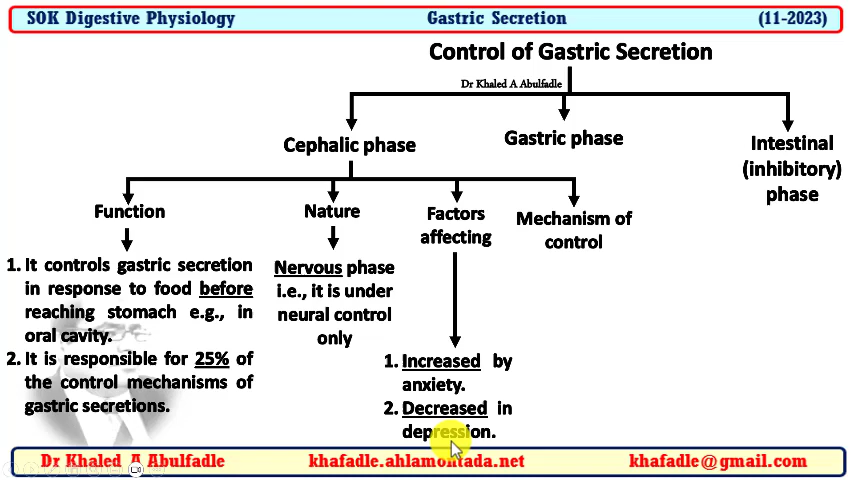 SOK Digestive Physiology Gastric Secretion (11-2023)
Control of Gastric Secretion
Dr Khaled A Abulfadle
Cephalic phase
Gastric phase
Intestinal
(inhibitory)
phase
Function
1. It controls gastric secretion
in response to food before
reaching stomach e.g., in
oral cavity.
2. It is responsible for 25% of
the control mechanisms of
gastric secretions.
Nature
Nervous phase
i.e., it is under
neural control
only
Factors
affecting
1. Increased by
anxiety.
2. Decreased in
depression.
Mechanism of
control
Dr Khaled A Abulfadle khafadle.ahlamontada.net khafadle@gmail.com